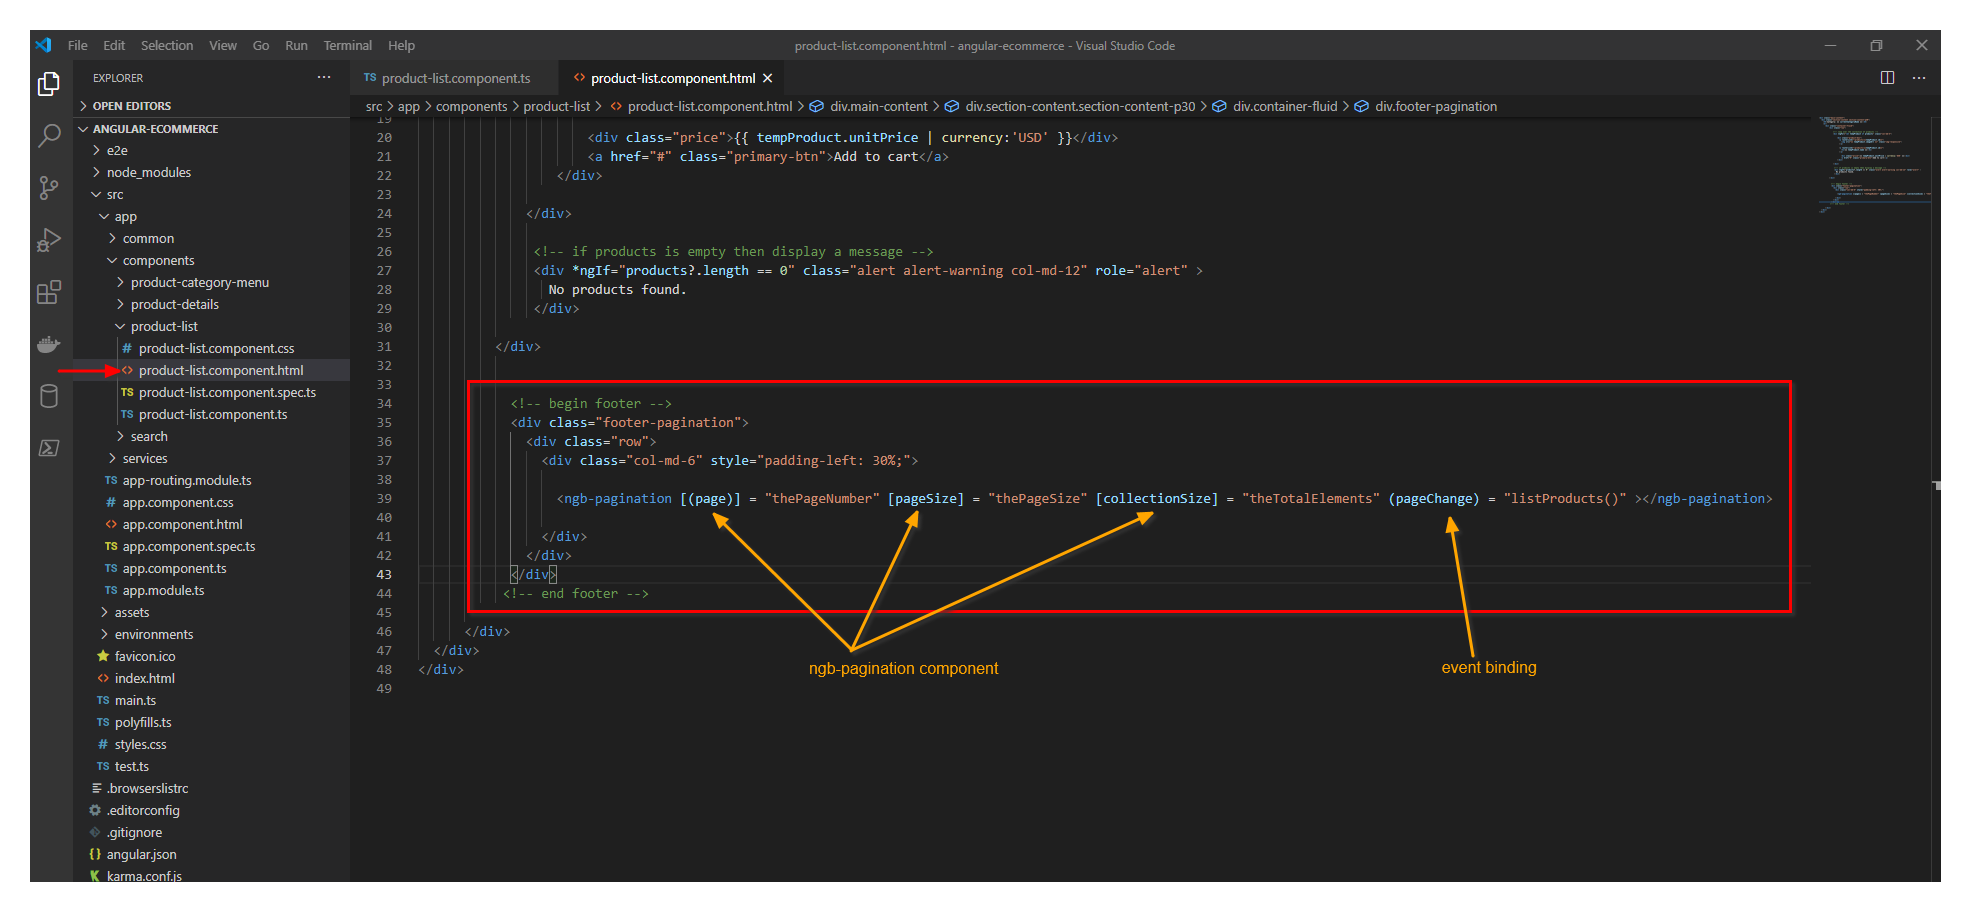 File Edit Selection View Go Run Terminal Help
product-list.component.html - angular-ecommerce - Visual Studio Code
EXPLORER
OPEN EDITORS
ANGULAR-ECOMMERCE
e2e
node_modules
src
app
common
components
product-category-menu
product-details
product-list
# product-list.component.css
<> product-list.component.html
TS product-list.component.spec.ts
TS product-list.component.ts
search
services
TS app-routing.module.ts
# app.component.css
<> app.component.html
TS app.component.spec.ts
TS app.component.ts
TS app.module.ts
assets
environments
favicon.ico
<> index.html
TS main.ts
TS polyfills.ts
# styles.css
TS test.ts
.browserslistrc
.editorconfig
.gitignore
{} angular.json
karma.conf.js
TS product-list.component.ts
<> product-list.component.html
src > app > components > product-list > <> product-list.component.html > div.main-content > div.section-content.section-content-p30 > div.container-fluid > div.footer-pagination
19
20 <div class="price">{{ tempProduct.unitPrice | currency:'USD' }}</div>
21 <a href="#" class="primary-btn">Add to cart</a>
22 </div>
23
24 </div>
25
26 <!-- if products is empty then display a message -->
27 <div *ngIf="products?.length == 0" class="alert alert-warning col-md-12" role="alert" >
28 No products found.
29 </div>
30
31 </div>
32
33
34 <!-- begin footer -->
35 <div class="footer-pagination">
36 <div class="row">
37 <div class="col-md-6" style="padding-left: 30%;">
38
39 <ngb-pagination [(page)] = "thePageNumber" [pageSize] = "thePageSize" [collectionSize] = "theTotalElements" (pageChange) = "listProducts()" ></ngb-pagination>
40
41 </div>
42 </div>
43 </div>
44 <!-- end footer -->
45
46 </div>
47 </div>
48 </div>
49
ngb-pagination component
event binding